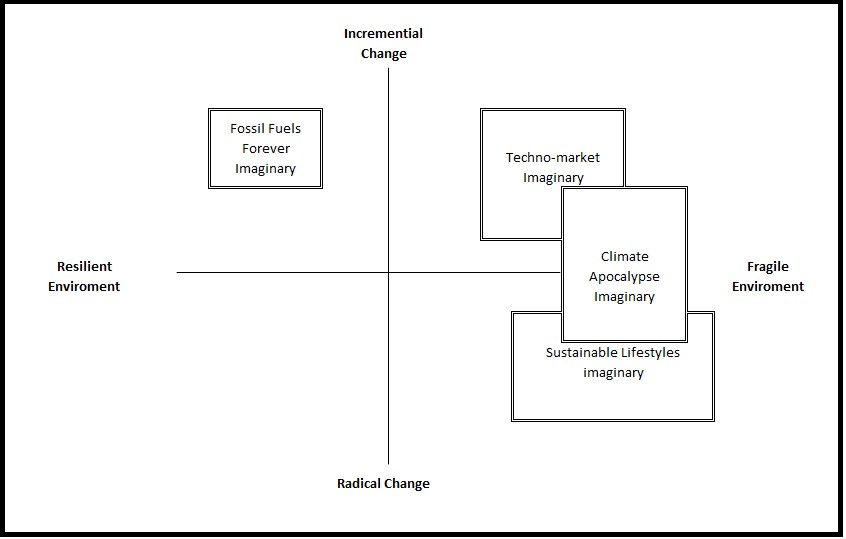 Incremential
Change
Fossil Fuels
Forever
Imaginary
Techno-market
Imaginary
Resilient
Enviroment
Climate
Apocalypse
Imaginary
Fragile
Enviroment
Sustainable Lifestyles
imaginary
Radical Change